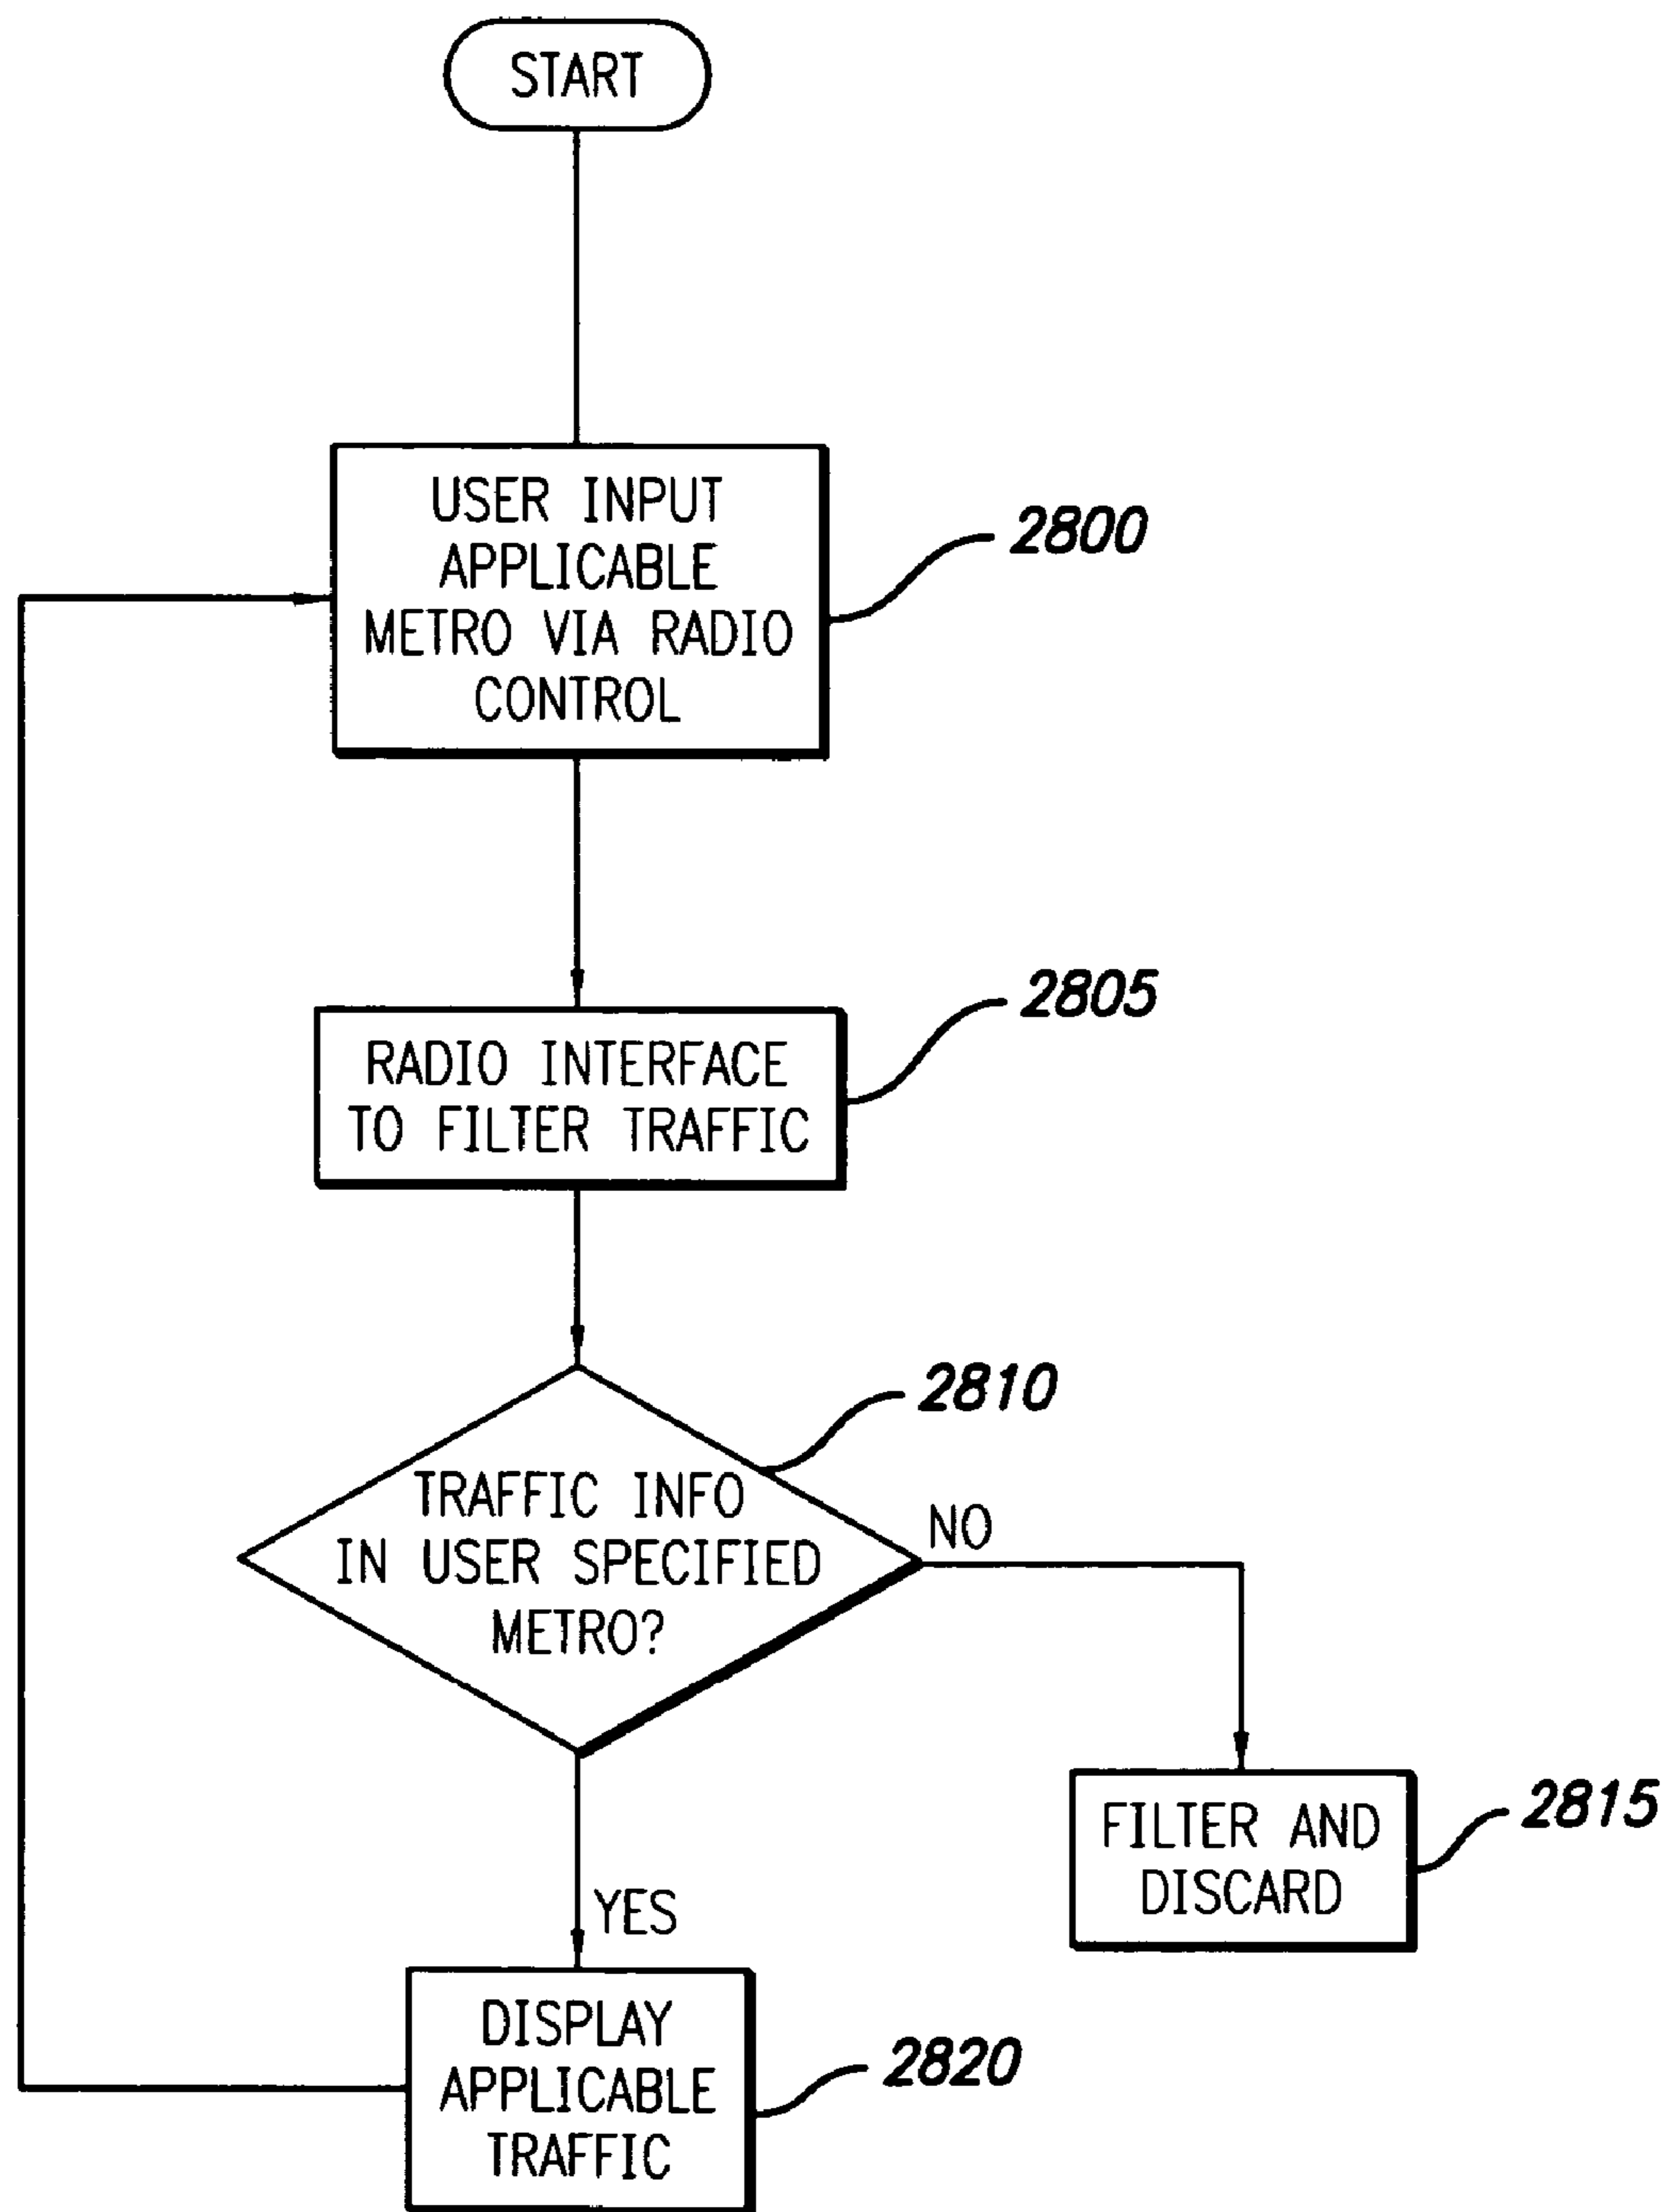 START
USER INPUT
APPLICABLE
METRO VIA RADIO
CONTROL
2800
RADIO INTERFACE
TO FILTER TRAFFIC
2805
2810
TRAFFIC INFO
IN USER SPECIFIED
METRO?
NO
FILTER AND
DISCARD
2815
YES
DISPLAY
APPLICABLE
TRAFFIC
2820